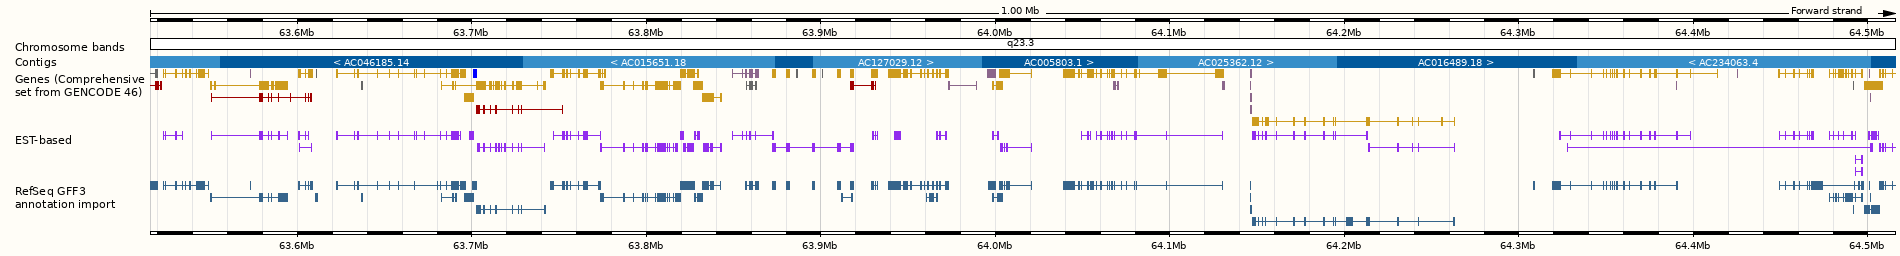 1.00 Mb Forward strand
63.6Mb 63.7Mb 63.8Mb 63.9Mb 64.0Mb 64.1Mb 64.2Mb 64.3Mb 64.4Mb 64.5Mb
Chromosome bands q23.3
Contigs < AC046185.14 < AC015651.18 AC127029.12 > AC005803.1 > AC025362.12 > AC016489.18 > < AC234063.4
Genes (Comprehensive
set from GENCODE 46)
EST-based
RefSeq GFF3
annotation import
63.6Mb 63.7Mb 63.8Mb 63.9Mb 64.0Mb 64.1Mb 64.2Mb 64.3Mb 64.4Mb 64.5Mb